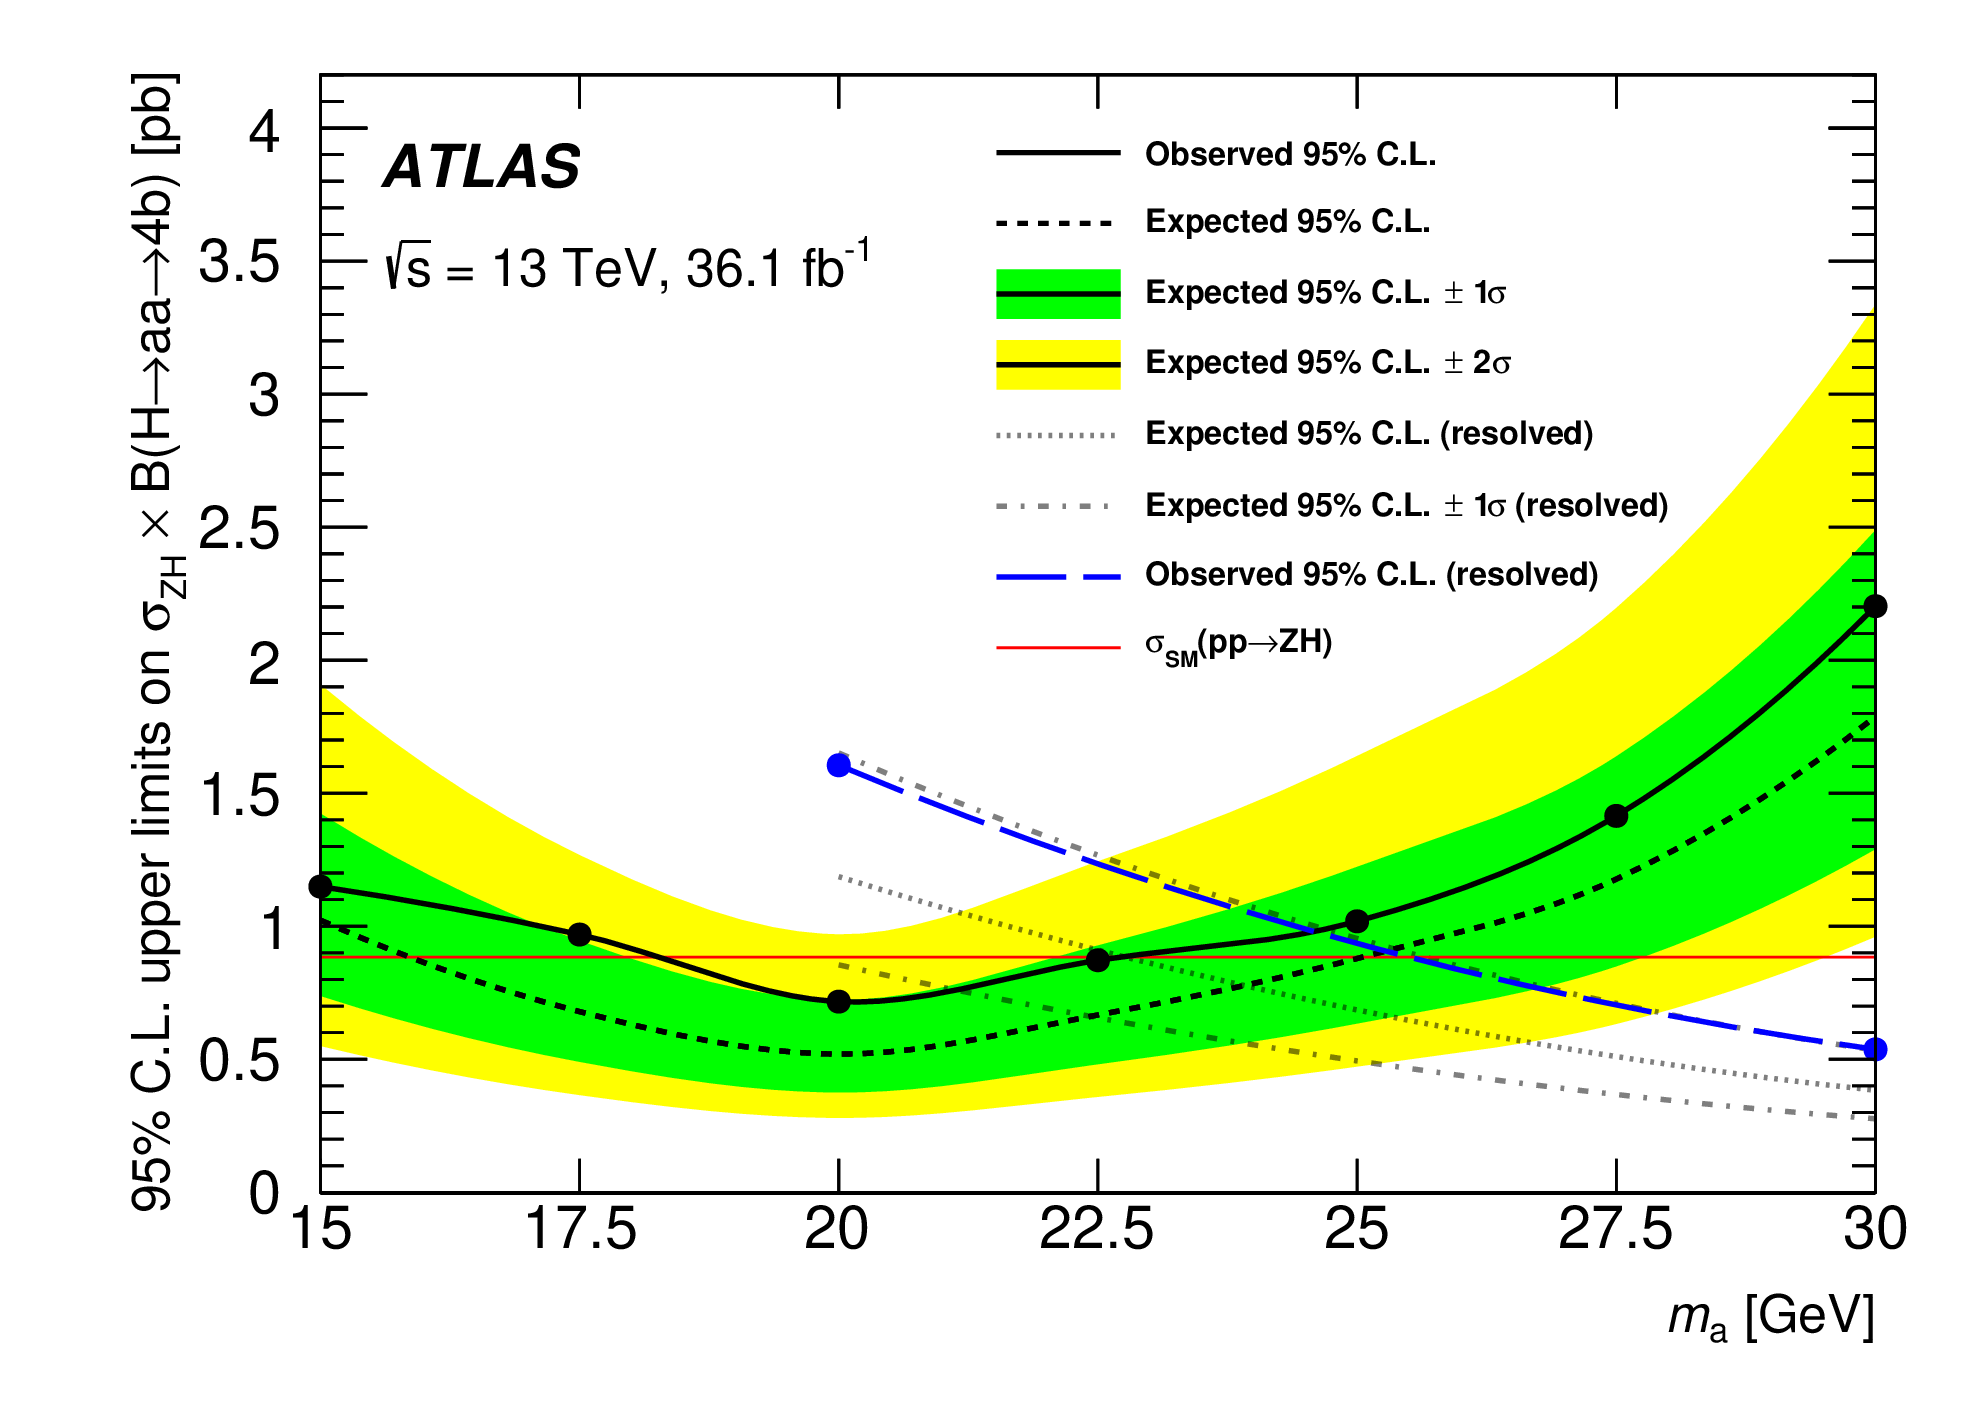 95% C.L. upper limits on σZH × B(H→aa→4b) [pb]
4
3.5
3
2.5
2
1.5
1
0.5
0
ATLAS
√s = 13 TeV, 36.1 fb-1
Observed 95% C.L.
Expected 95% C.L.
Expected 95% C.L. ± 1σ
Expected 95% C.L. ± 2σ
Expected 95% C.L. (resolved)
Expected 95% C.L. ± 1σ (resolved)
Observed 95% C.L. (resolved)
σSM(pp→ZH)
15 17.5 20 22.5 25 27.5 30
ma [GeV]